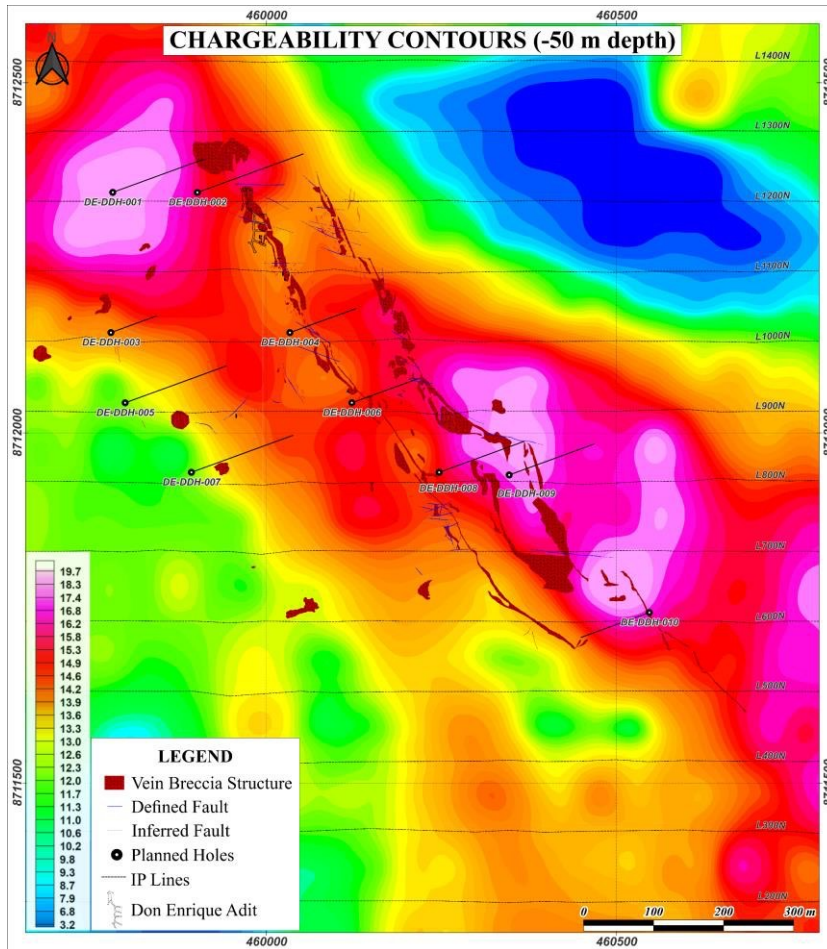 460000
460500
CHARGEABILITY CONTOURS (-50 m depth)
N
L1400N
8712500
8712500
L1300N
L1200N
DE-DDH-001
DE-DDH-002
L1100N
L1000N
DE-DDH-003
DE-DDH-004
DE-DDH-005
DE-DDH-006
L900N
8712000
8712000
DE-DDH-007
DE-DDH-008
DE-DDH-009
L800N
L700N
DE-DDH-010
L600N
L500N
L400N
L300N
L200N
8711500
8711500
19.7
18.3
17.4
16.8
16.2
15.8
15.3
14.9
14.6
14.2
13.9
13.6
13.3
13.0
12.7
12.4
12.0
11.7
11.3
11.0
10.6
10.2
9.8
9.3
8.7
7.9
6.8
3.2
LEGEND
Vein Breccia Structure
Defined Fault
Inferred Fault
Planned Holes
IP Lines
Don Enrique Adit
0 100 200 300 m
460000
460500